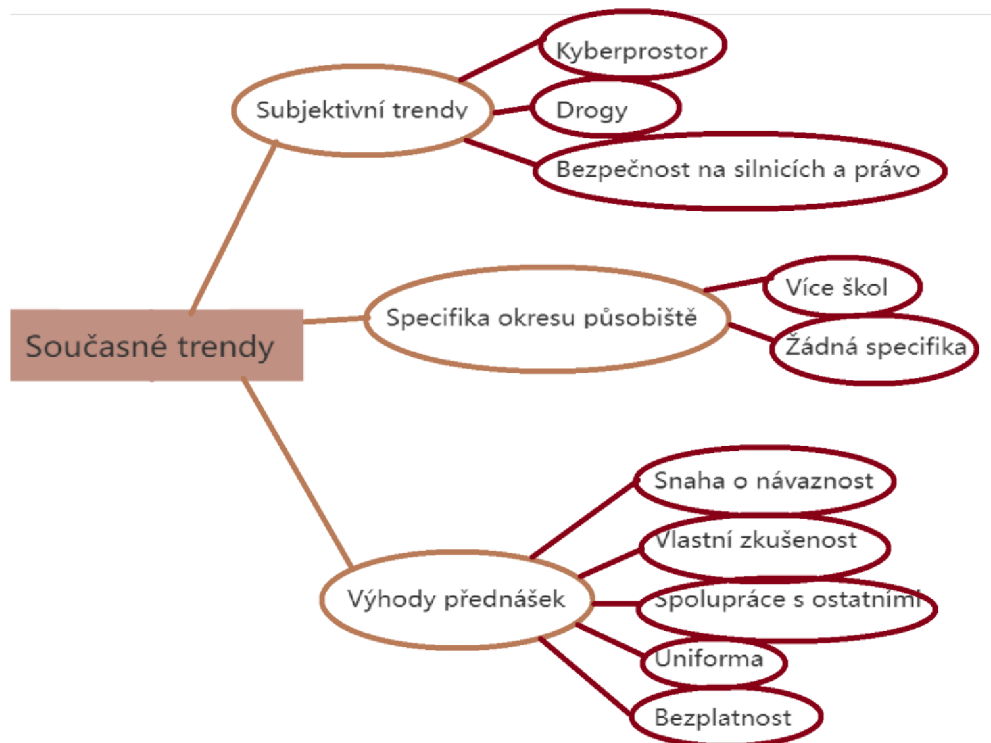 Kyberprostor
Subjektivní trendy
Drogy
Bezpečnost na silnicích a právo
Více škol
Specifika okresu působiště
Žádná specifika
Současné trendy
Snaha o návaznost
Vlastní zkušenost
Výhody přednášek
Spolupráce s ostatními
Uniforma
Bezplatnost